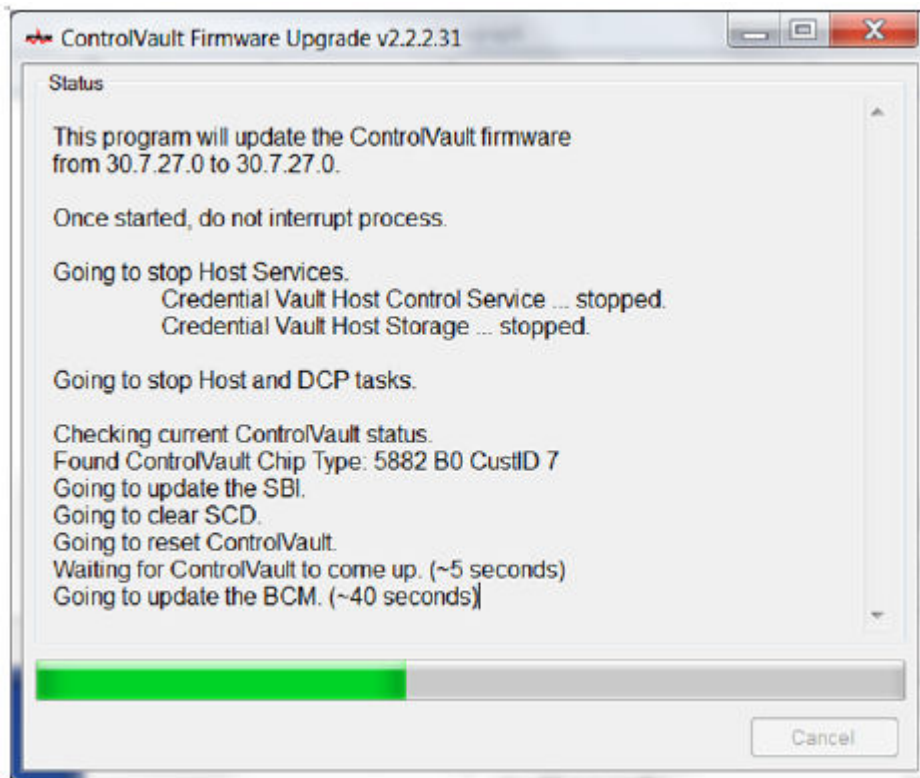 ControlVault Firmware Upgrade v2.2.2.31
Status
This program will update the ControlVault firmware
from 30.7.27.0 to 30.7.27.0.
Once started, do not interrupt process.
Going to stop Host Services.
Credential Vault Host Control Service ... stopped.
Credential Vault Host Storage ... stopped.
Going to stop Host and DCP tasks.
Checking current ControlVault status.
Found ControlVault Chip Type: 5882 B0 CustID 7
Going to update the SBI.
Going to clear SCD.
Going to reset ControlVault.
Waiting for ControlVault to come up. (~5 seconds)
Going to update the BCM. (~40 seconds)
Cancel